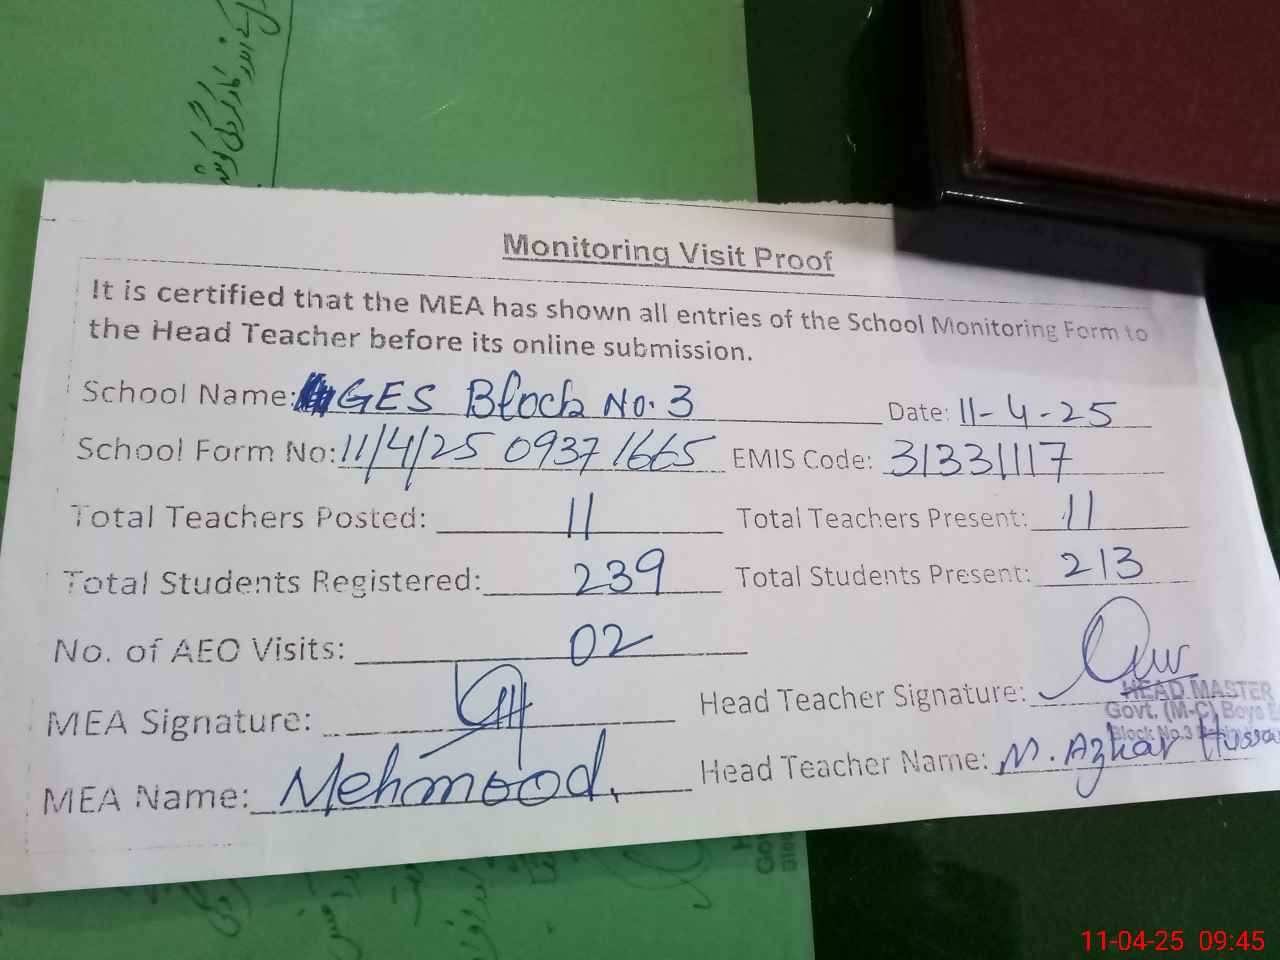 Monitoring Visit Proof
It is certified that the MEA has shown all entries of the School Monitoring Form to
the Head Teacher before its online submission.
School Name: GES Block No. 3 Date: 11-4-25
School Form No: 11/4/25 0937 1665 EMIS Code: 31331117
Total Teachers Posted: 11 Total Teachers Present: 11
Total Students Registered: 239 Total Students Present: 213
No. of AEO Visits: 02
MEA Signature: Head Teacher Signature:
HEAD MASTER
Govt. (M-C) Boys
Block No.3
MEA Name: Mehmood. Head Teacher Name: M. Azhar Hussa
11-04-25 09:45